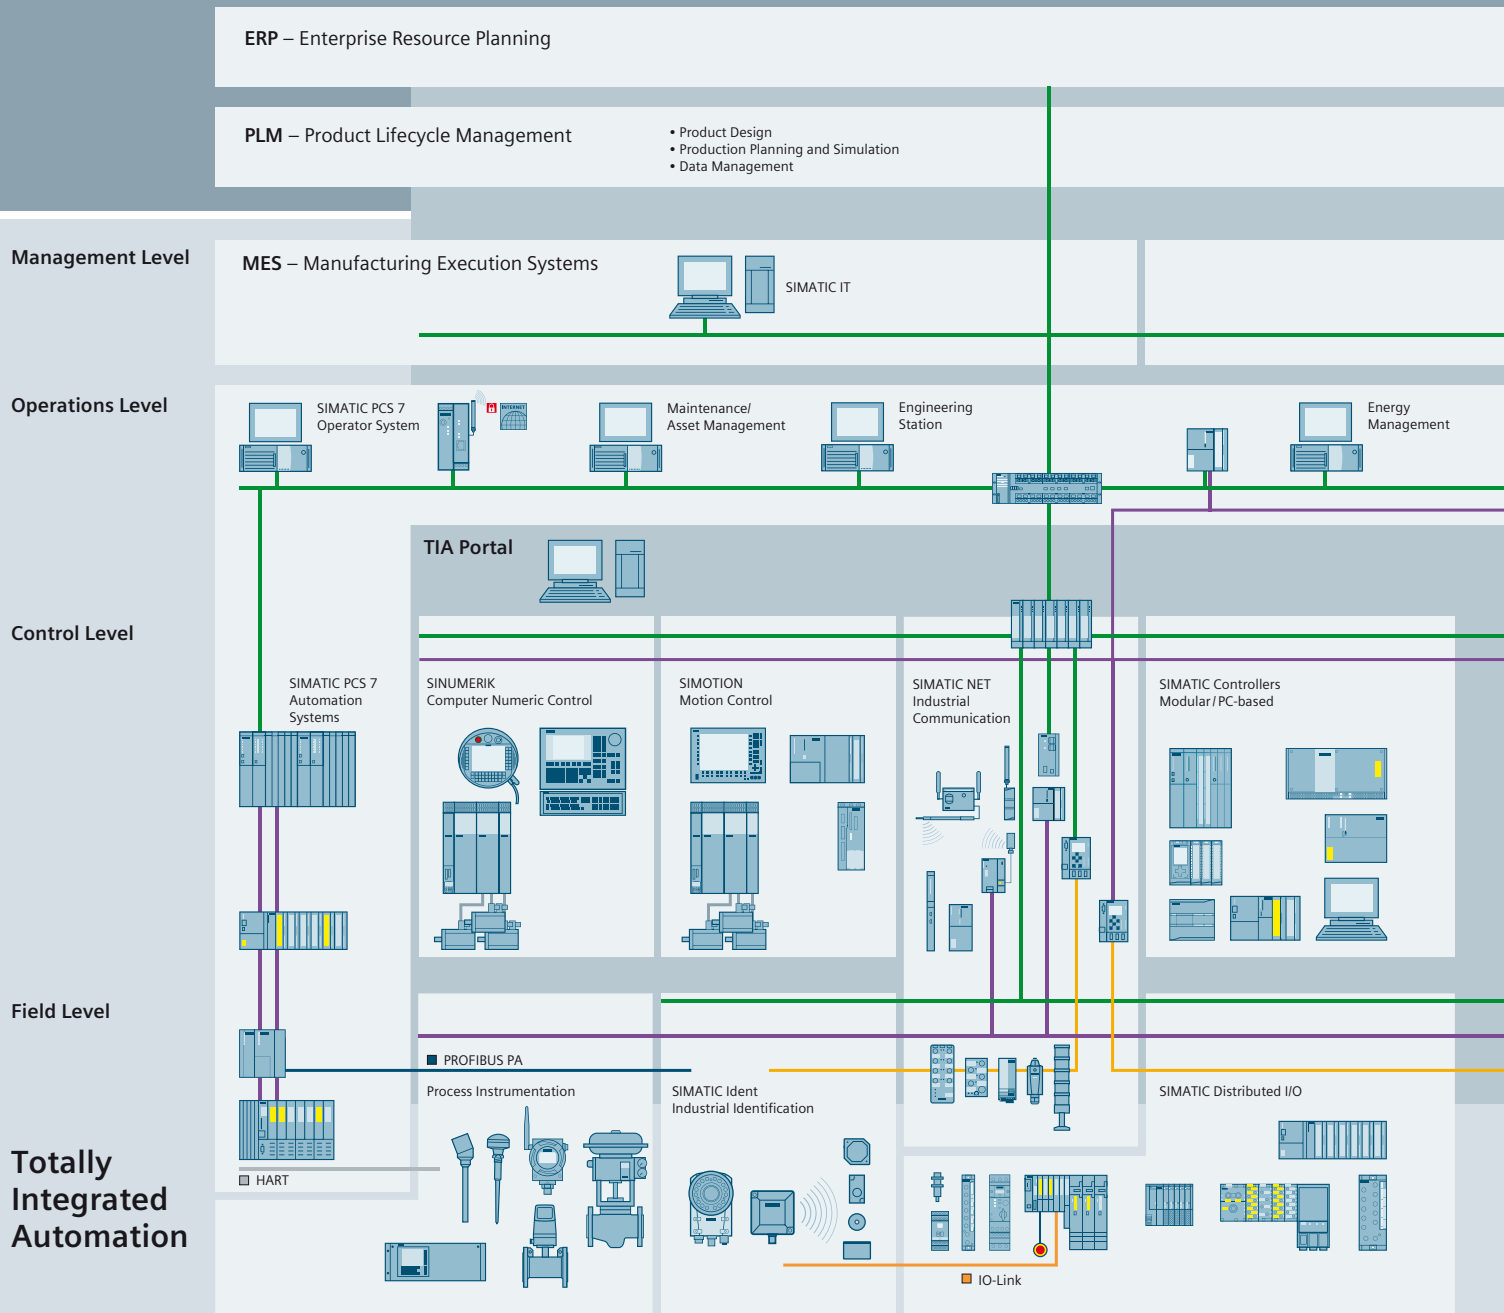 ERP – Enterprise Resource Planning
PLM – Product Lifecycle Management
• Product Design
• Production Planning and Simulation
• Data Management
Management Level
MES – Manufacturing Execution Systems
SIMATIC IT
Operations Level
SIMATIC PCS 7
Operator System
INTERNET
Maintenance/
Asset Management
Engineering
Station
Energy
Management
TIA Portal
Control Level
SIMATIC PCS 7
Automation
Systems
SINUMERIK
Computer Numeric Control
SIMOTION
Motion Control
SIMATIC NET
Industrial
Communication
SIMATIC Controllers
Modular/PC-based
Field Level
PROFIBUS PA
Process Instrumentation
SIMATIC Ident
Industrial Identification
SIMATIC Distributed I/O
HART
IO-Link
Totally
Integrated
Automation